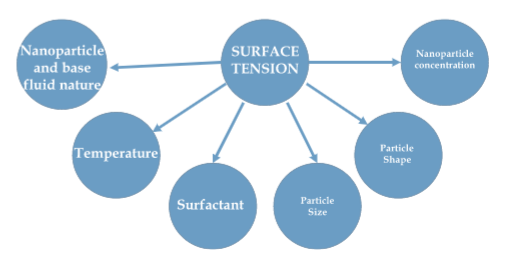 SURFACE
TENSION
Nanoparticle
and base
fluid nature
Temperature
Surfactant
Particle
Size
Particle
Shape
Nanoparticle
concentration